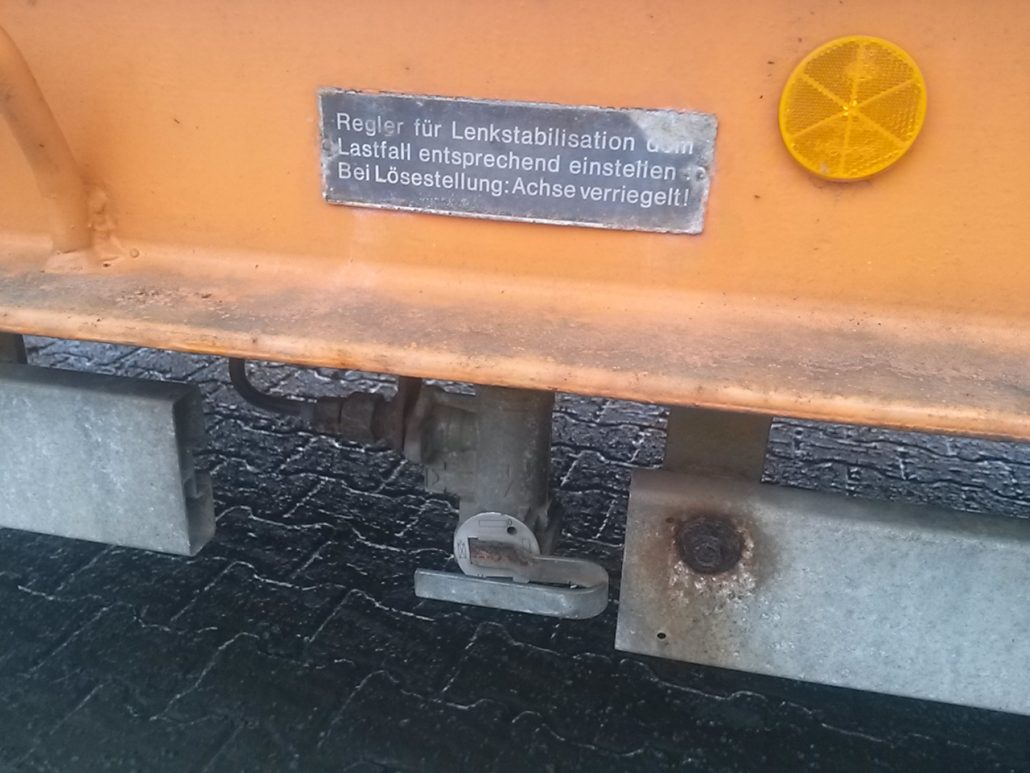 Regler für Lenkstabilisation dem
Lastfall entsprechend einstellen .
Bei Lösestellung: Achse verriegelt!